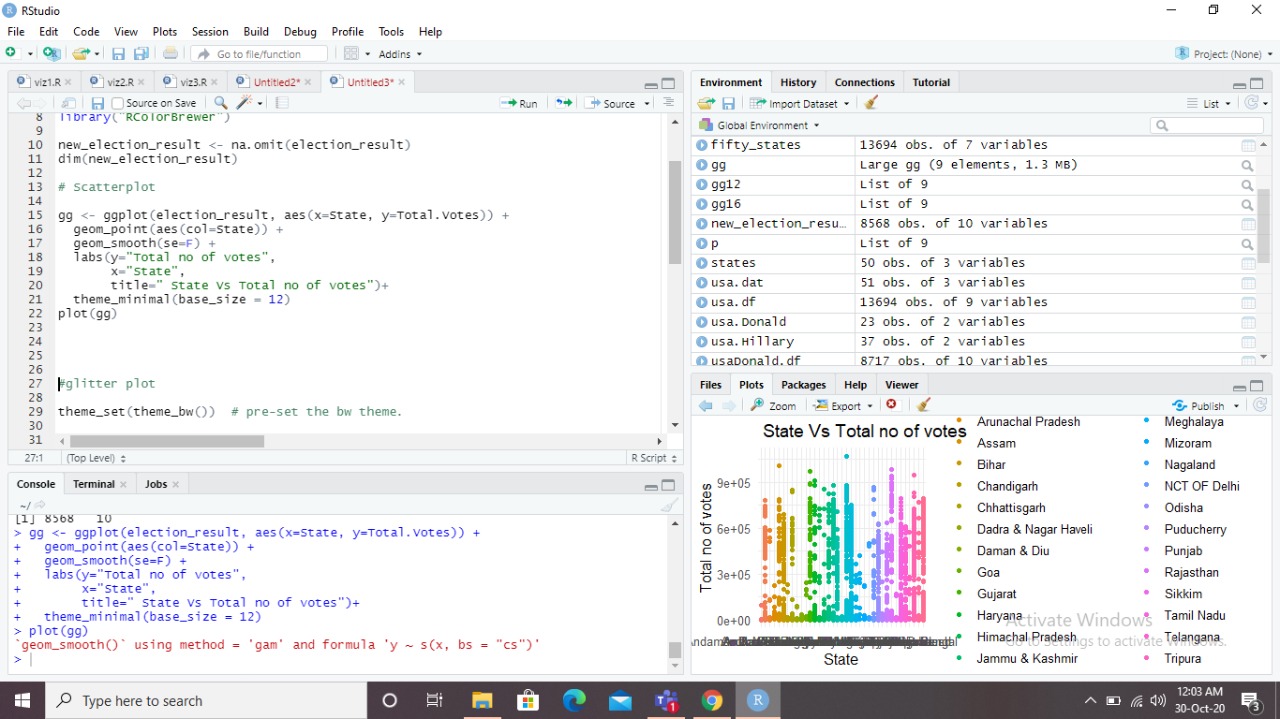 RStudio
File Edit Code View Plots Session Build Debug Profile Tools Help
Go to file/function Addins Project: (None)
viz1.R viz2.R viz3.R Untitled2* Untitled3*
Source on Save Run Source
8 library("RColorBrewer")
9
10 new_election_result <- na.omit(election_result)
11 dim(new_election_result)
12
13 # Scatterplot
14
15 gg <- ggplot(election_result, aes(x=State, y=Total.Votes)) +
16 geom_point(aes(col=State)) +
17 geom_smooth(se=F) +
18 labs(y="Total no of votes",
19 x="State",
20 title=" State Vs Total no of votes")+
21 theme_minimal(base_size = 12)
22 plot(gg)
23
24
25
26
27 #glitter plot
28
29 theme_set(theme_bw()) # pre-set the bw theme.
30
31
27:1 (Top Level) R Script
Console Terminal Jobs
~/
[1] 8568 10
> gg <- ggplot(election_result, aes(x=State, y=Total.Votes)) +
+ geom_point(aes(col=State)) +
+ geom_smooth(se=F) +
+ labs(y="Total no of votes",
+ x="State",
+ title=" State Vs Total no of votes")+
+ theme_minimal(base_size = 12)
> plot(gg)
`geom_smooth()` using method = 'gam' and formula 'y ~ s(x, bs = "cs")'
>
Environment History Connections Tutorial
Import Dataset List
Global Environment
fifty_states 13694 obs. of 7 variables
gg Large gg (9 elements, 1.3 MB)
gg12 List of 9
gg16 List of 9
new_election_resu… 8568 obs. of 10 variables
p List of 9
states 50 obs. of 3 variables
usa.dat 51 obs. of 3 variables
usa.df 13694 obs. of 9 variables
usa.Donald 23 obs. of 2 variables
usa.Hillary 37 obs. of 2 variables
usaDonald.df 8717 obs. of 10 variables
Files Plots Packages Help Viewer
Zoom Export Publish
State Vs Total no of votes
Total no of votes
9e+05
6e+05
3e+05
0e+00
State
Arunachal Pradesh
Assam
Bihar
Chandigarh
Chhattisgarh
Dadra & Nagar Haveli
Daman & Diu
Goa
Gujarat
Haryana
Himachal Pradesh
Jammu & Kashmir
Meghalaya
Mizoram
Nagaland
NCT OF Delhi
Odisha
Puducherry
Punjab
Rajasthan
Sikkim
Tamil Nadu
Telangana
Tripura
Activate Windows
Go to Settings to activate Windows.
Type here to search
1
12:03 AM
30-Oct-20
3